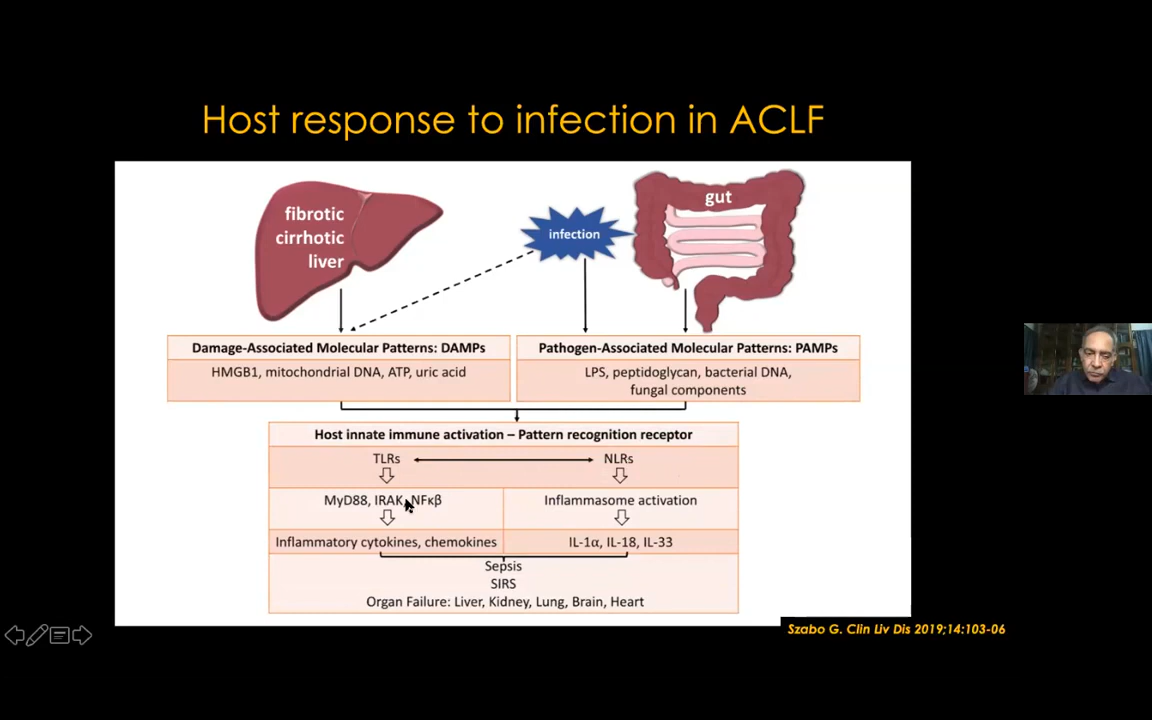 Host response to infection in ACLF
fibrotic
cirrhotic
liver
infection
gut
Damage-Associated Molecular Patterns: DAMPs
HMGB1, mitochondrial DNA, ATP, uric acid
Pathogen-Associated Molecular Patterns: PAMPs
LPS, peptidoglycan, bacterial DNA,
fungal components
Host innate immune activation – Pattern recognition receptor
TLRs
NLRs
MyD88, IRAK, NFκβ
Inflammasome activation
Inflammatory cytokines, chemokines
IL-1α, IL-18, IL-33
Sepsis
SIRS
Organ Failure: Liver, Kidney, Lung, Brain, Heart
Szabo G. Clin Liv Dis 2019;14:103-06